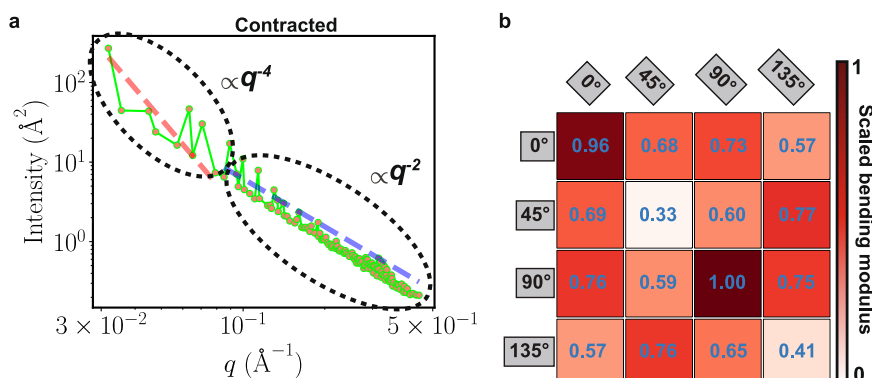 a
Contracted
b
Intensity (Å²)
10²
10¹
10⁰
∝q⁻⁴
∝q⁻²
3 × 10⁻²
10⁻¹
5 × 10⁻¹
q (Å⁻¹)
0° 45° 90° 135°
0° 0.96 0.68 0.73 0.57
45° 0.69 0.33 0.60 0.77
90° 0.76 0.59 1.00 0.75
135° 0.57 0.76 0.65 0.41
1
Scaled bending modulus
0